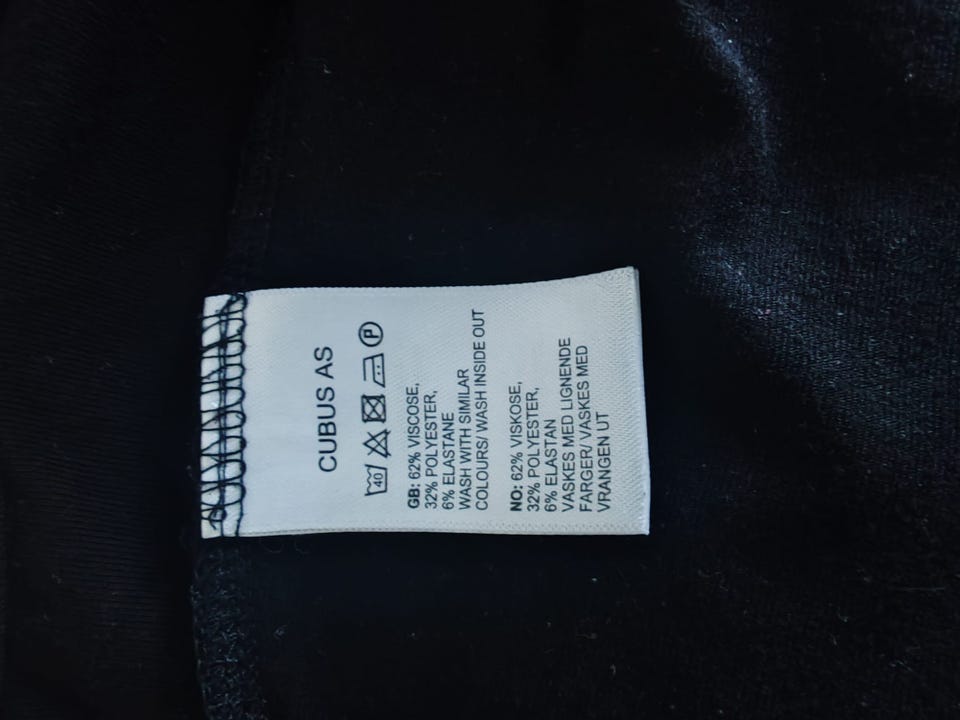 CUBUS AS
40 P
GB: 62% VISCOSE,
32% POLYESTER,
6% ELASTANE
WASH WITH SIMILAR
COLOURS/ WASH INSIDE OUT
NO: 62% VISKOSE,
32% POLYESTER,
6% ELASTAN
VASKES MED LIGNENDE
FARGER/ VASKES MED
VRANGEN UT